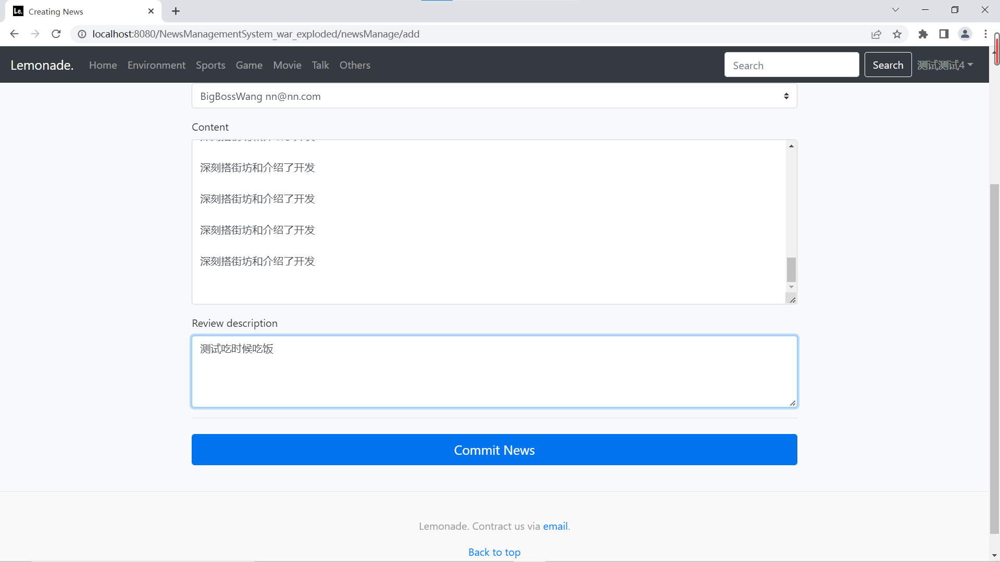 Le. Creating News
localhost:8080/NewsManagementSystem_war_exploded/newsManage/add
Lemonade. Home Environment Sports Game Movie Talk Others Search Search 测试测试4
BigBossWang nn@nn.com
Content
深刻搭街坊和介绍了开发
深刻搭街坊和介绍了开发
深刻搭街坊和介绍了开发
深刻搭街坊和介绍了开发
Review description
测试吃时候吃饭
Commit News
Lemonade. Contract us via email.
Back to top